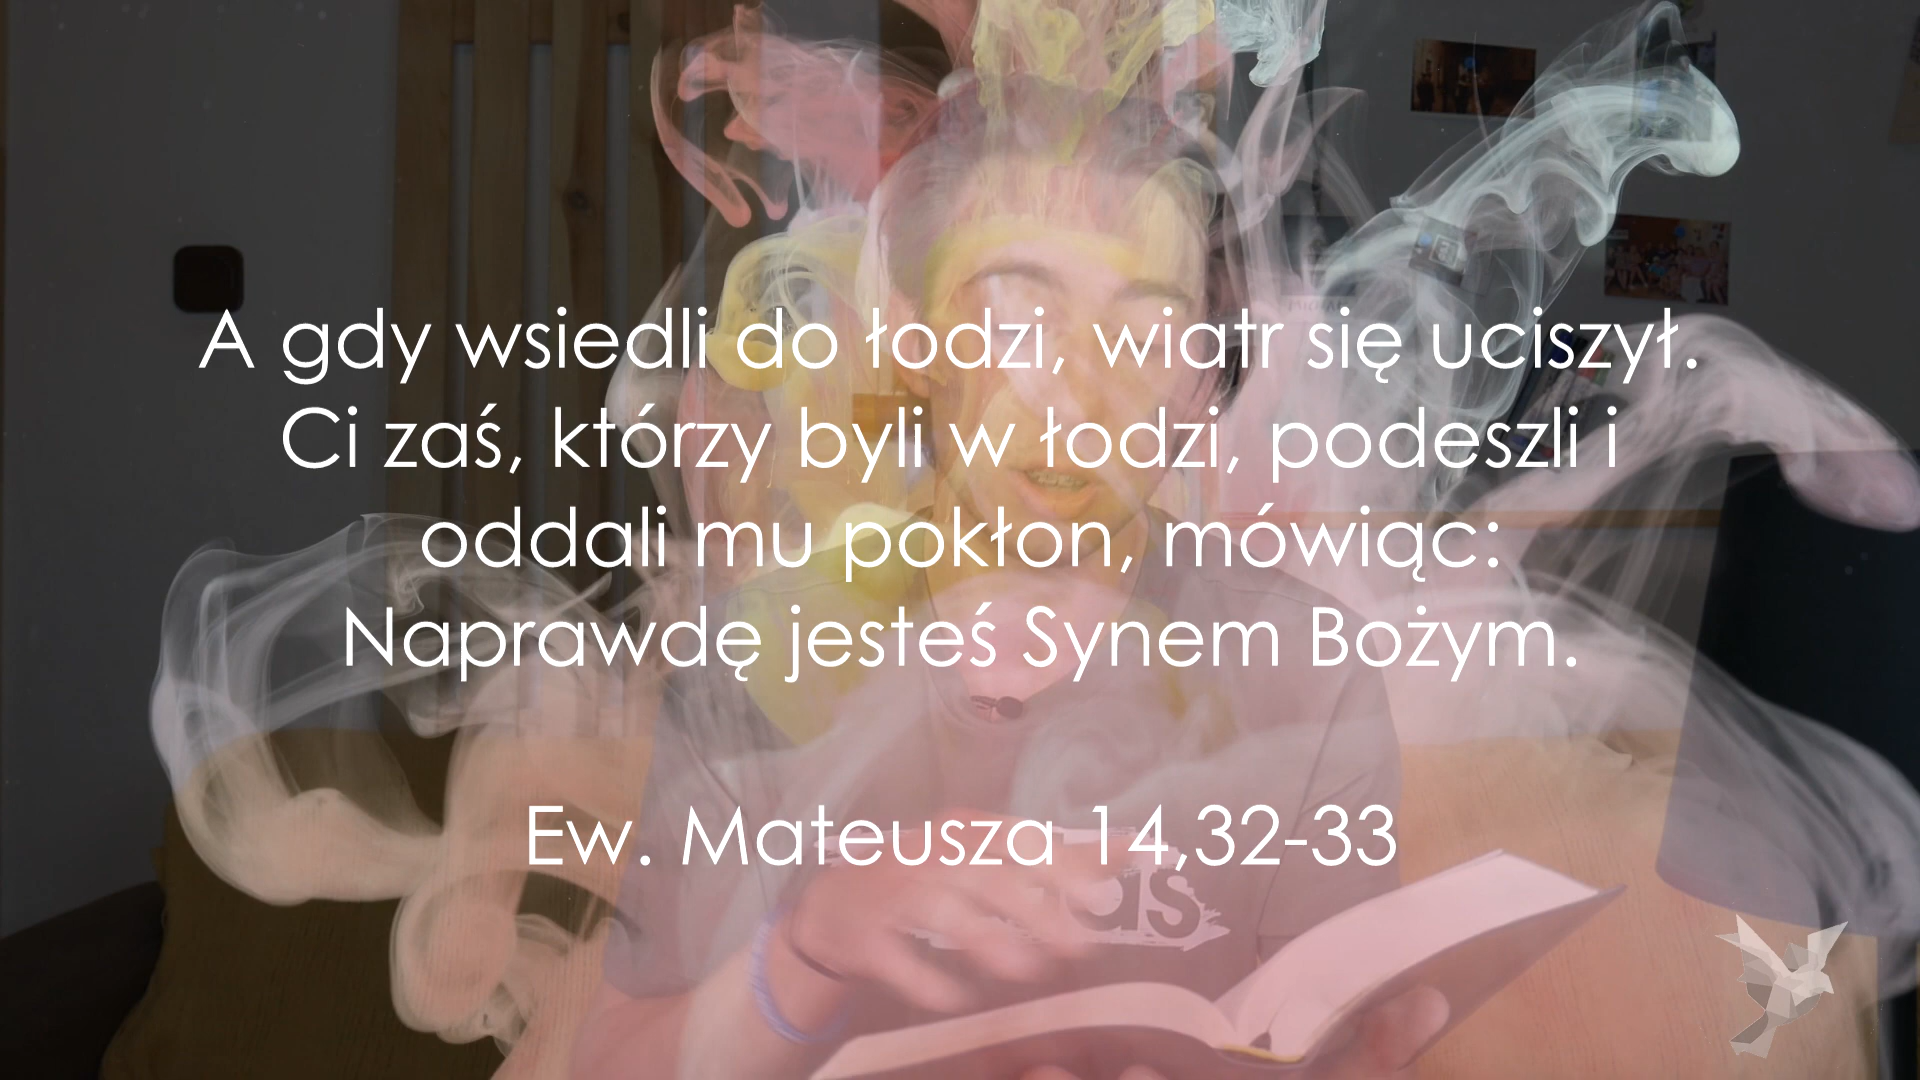 A gdy wsiedli do łodzi, wiatr się uciszył.
Ci zaś, którzy byli w łodzi, podeszli i
oddali mu pokłon, mówiąc:
Naprawdę jesteś Synem Bożym.
Ew. Mateusza 14,32-33
as